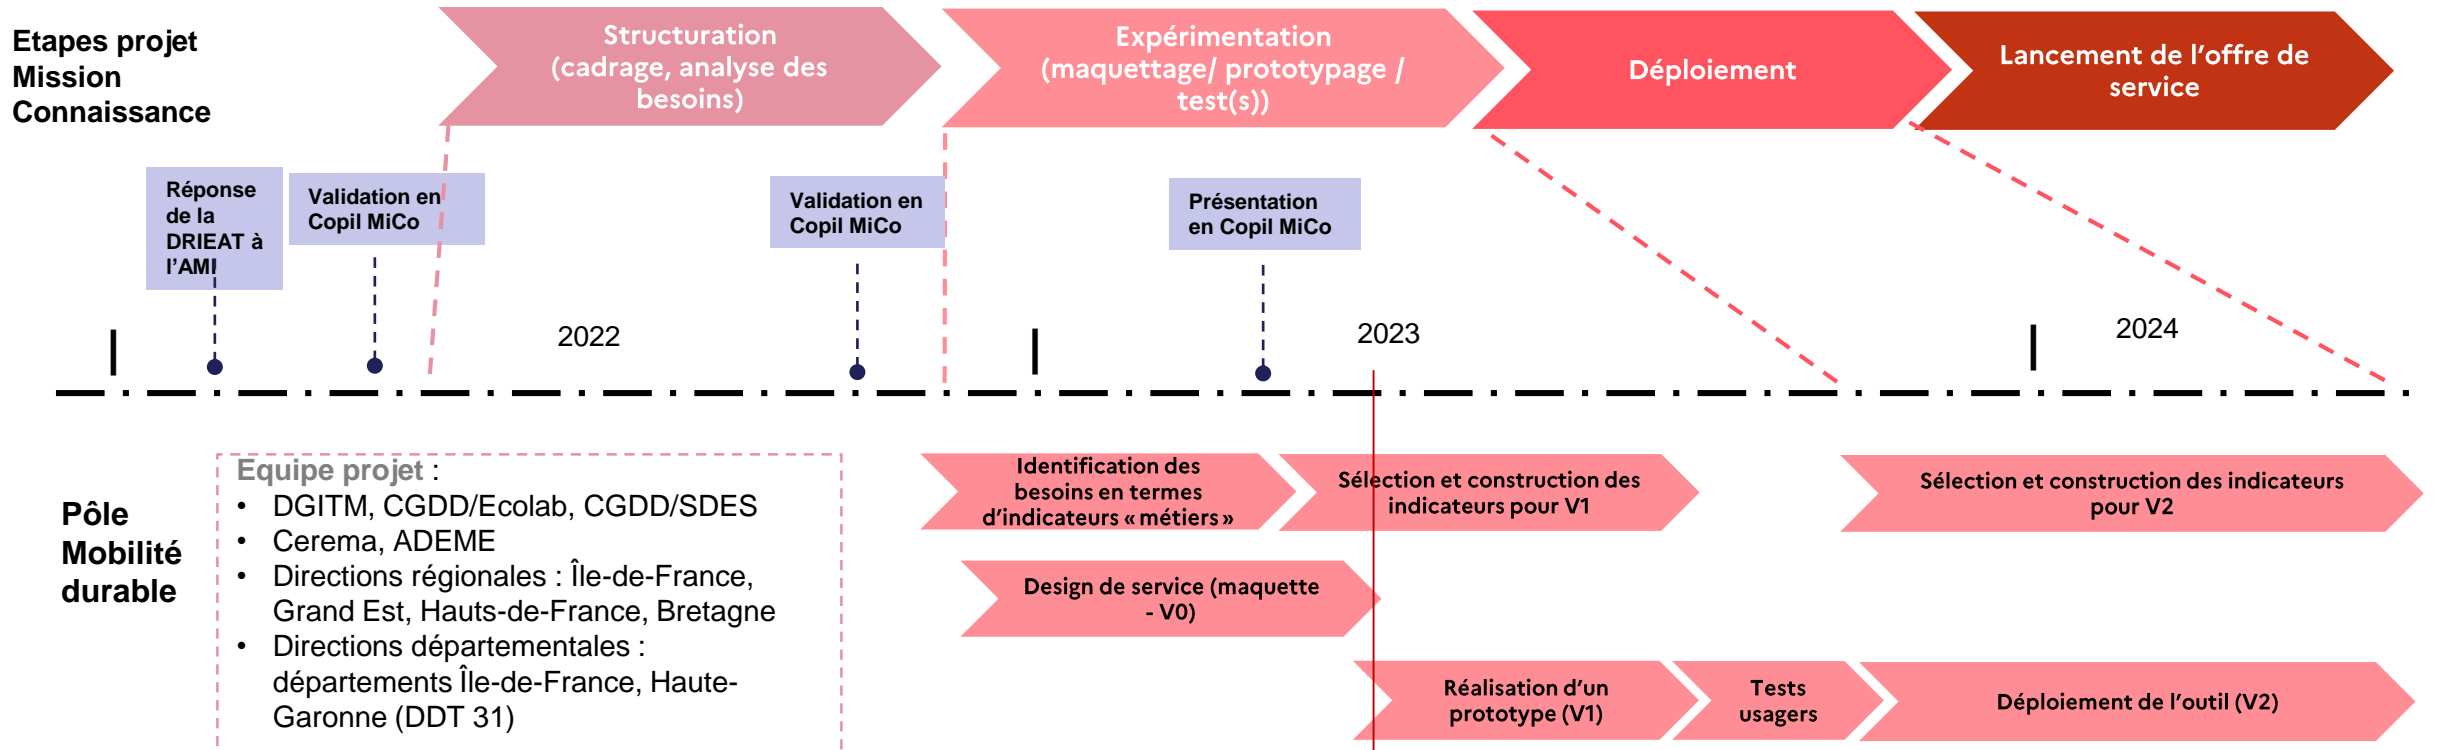 Etapes projet
Mission
Connaissance
Structuration
(cadrage, analyse des
besoins)
Expérimentation
(maquettage/ prototypage /
test(s))
Déploiement
Lancement de l’offre de
service
Réponse
de la
DRIEAT à
l’AMI
Validation en
Copil MiCo
Validation en
Copil MiCo
Présentation
en Copil MiCo
2022
2023
2024
Pôle
Mobilité
durable
Equipe projet :
• DGITM, CGDD/Ecolab, CGDD/SDES
• Cerema, ADEME
• Directions régionales : Île-de-France,
Grand Est, Hauts-de-France, Bretagne
• Directions départementales :
départements Île-de-France, Haute-
Garonne (DDT 31)
Identification des
besoins en termes
d’indicateurs « métiers »
Sélection et construction des
indicateurs pour V1
Sélection et construction des indicateurs
pour V2
Design de service (maquette
- V0)
Réalisation d’un
prototype (V1)
Tests
usagers
Déploiement de l’outil (V2)